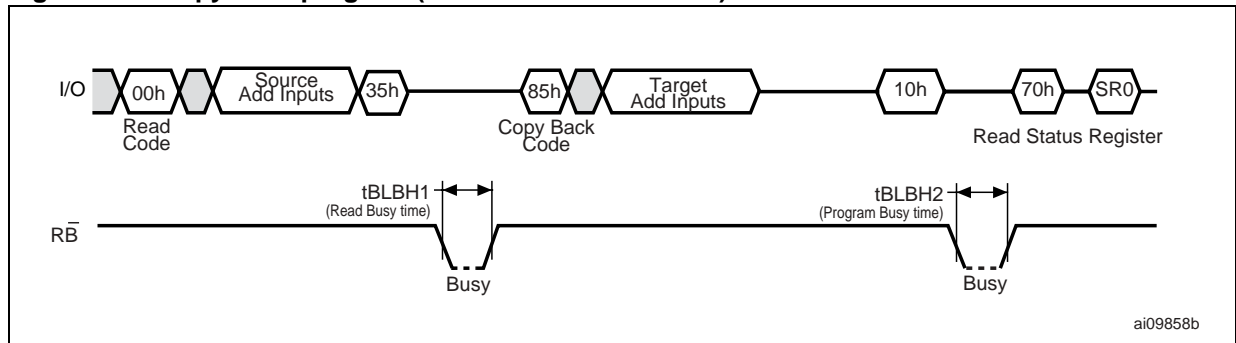 I/O 00h Source Add Inputs 35h 85h Target Add Inputs 10h 70h SR0
Read Code
Copy Back Code
Read Status Register
tBLBH1
(Read Busy time)
tBLBH2
(Program Busy time)
RB̅
Busy
Busy
ai09858b